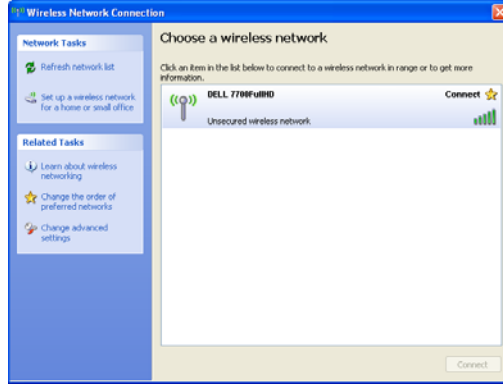 Wireless Network Connection
Network Tasks
Refresh network list
Set up a wireless network
for a home or small office
Related Tasks
Learn about wireless
networking
Change the order of
preferred networks
Change advanced
settings
Choose a wireless network
Click an item in the list below to connect to a wireless network in range or to get more
information.
DELL 7700FullHD
Connect
Unsecured wireless network
Connect